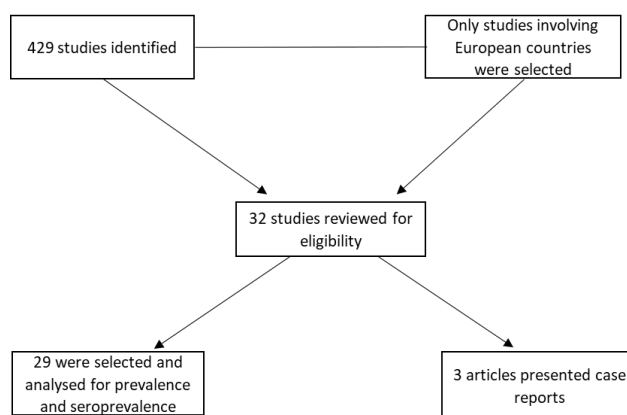 429 studies identified
Only studies involving
European countries
were selected
32 studies reviewed for
eligibility
29 were selected and
analysed for prevalence
and seroprevalence
3 articles presented case
reports